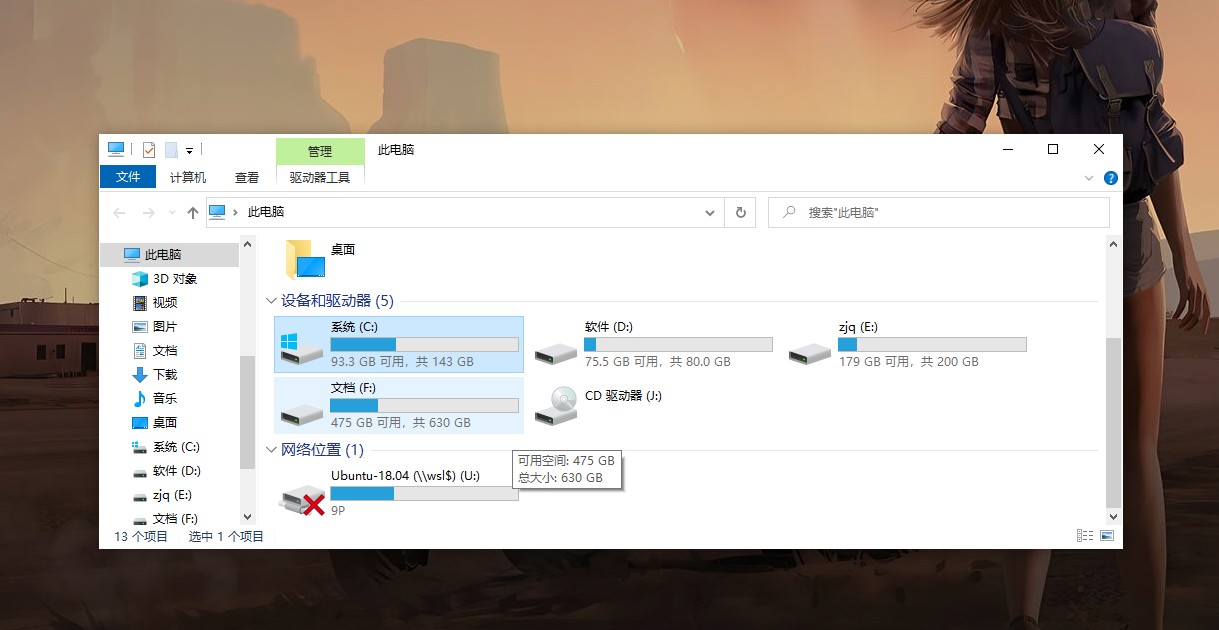 管理
此电脑
文件
计算机
查看
驱动器工具
此电脑
搜索"此电脑"
此电脑
3D 对象
视频
图片
文档
下载
音乐
桌面
系统 (C:)
软件 (D:)
zjq (E:)
文档 (F:)
桌面
设备和驱动器 (5)
系统 (C:)
93.3 GB 可用，共 143 GB
软件 (D:)
75.5 GB 可用，共 80.0 GB
zjq (E:)
179 GB 可用，共 200 GB
文档 (F:)
475 GB 可用，共 630 GB
CD 驱动器 (J:)
网络位置 (1)
Ubuntu-18.04 (\\wsl$) (U:)
9P
可用空间: 475 GB
总大小: 630 GB
13 个项目
选中 1 个项目